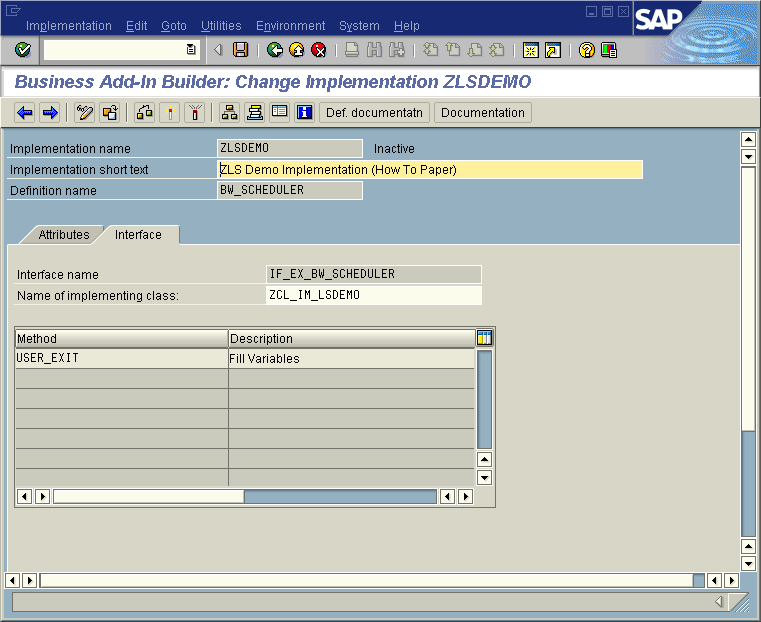 Implementation Edit Goto Utilities Environment System Help
SAP
Business Add-In Builder: Change Implementation ZLSDEMO
Def. documentatn Documentation
Implementation name ZLSDEMO Inactive
Implementation short text ZLS Demo Implementation (How To Paper)
Definition name BW_SCHEDULER
Attributes Interface
Interface name IF_EX_BW_SCHEDULER
Name of implementing class: ZCL_IM_LSDEMO
Method Description
USER_EXIT Fill Variables